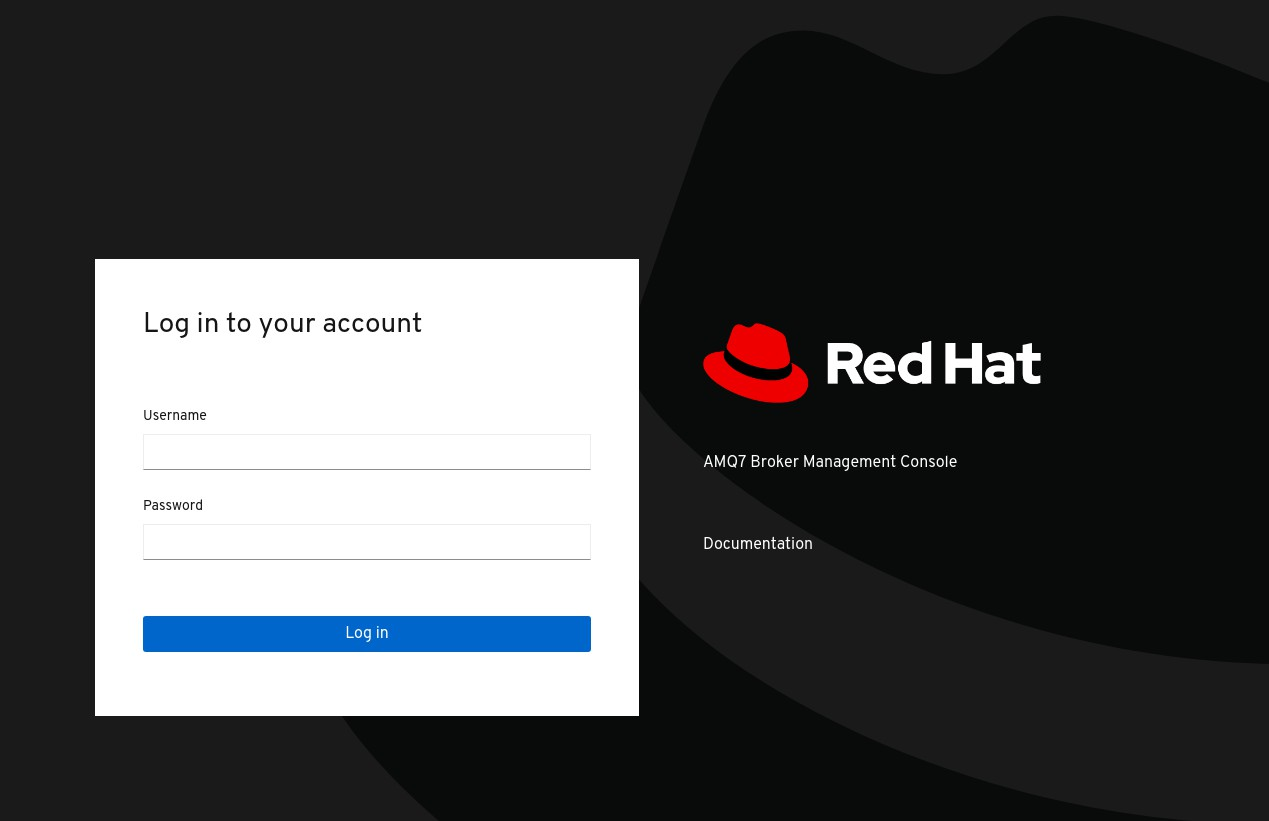 Log in to your account
Username
Password
Log in
Red Hat
AMQ7 Broker Management Console
Documentation